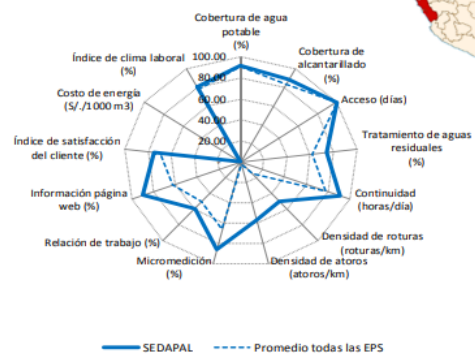 Cobertura de agua
potable
(%)
Cobertura de
alcantarillado
(%)
Acceso (días)
Tratamiento de aguas
residuales
(%)
Continuidad
(horas/día)
Densidad de roturas
(roturas/km)
Densidad de atoros
(atoros/km)
Micromedición
(%)
Relación de trabajo (%)
Información página
web (%)
Índice de satisfacción
del cliente (%)
Costo de energía
(S/./1000 m3)
Índice de clima laboral
(%)
100.00
80.00
60.00
40.00
20.00
SEDAPAL
Promedio todas las EPS